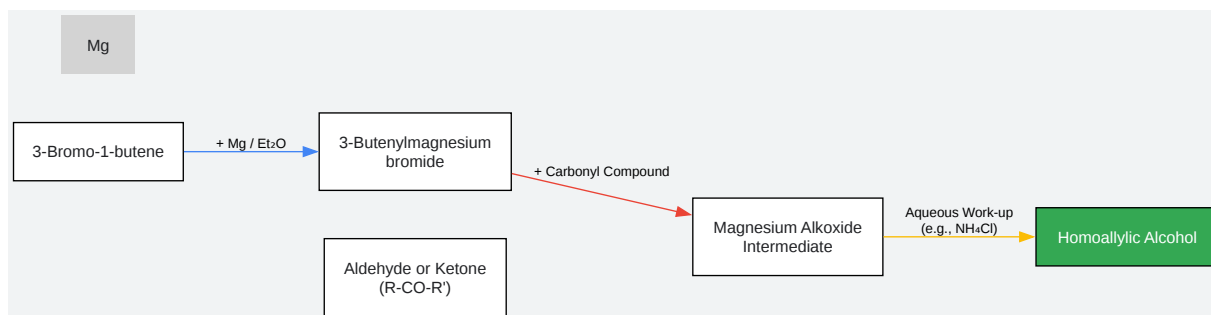 Mg
3-Bromo-1-butene
+ Mg / Et₂O
3-Butenylmagnesium
bromide
+ Carbonyl Compound
Aldehyde or Ketone
(R-CO-R')
Magnesium Alkoxide
Intermediate
Aqueous Work-up
(e.g., NH₄Cl)
Homoallylic Alcohol